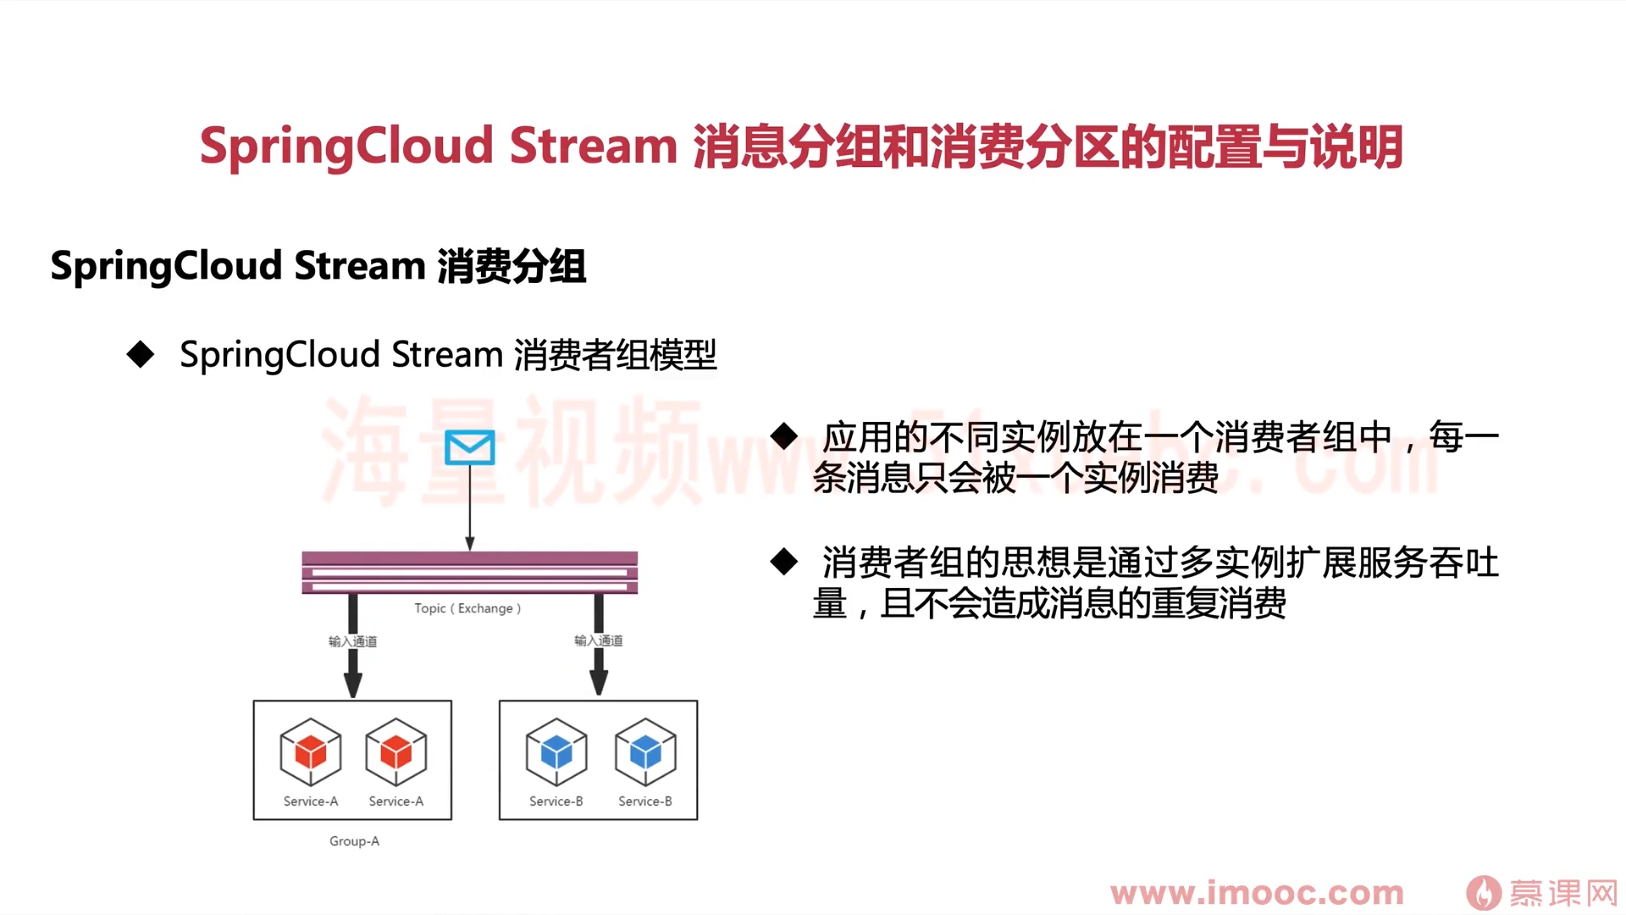 SpringCloud Stream 消息分组和消费分区的配置与说明
SpringCloud Stream 消费分组
◆ SpringCloud Stream 消费者组模型
海量视频www.
com
◆ 应用的不同实例放在一个消费者组中，每一
条消息只会被一个实例消费
◆ 消费者组的思想是通过多实例扩展服务吞吐
量，且不会造成消息的重复消费
Topic（Exchange）
输入通道
输入通道
Service-A
Service-A
Service-B
Service-B
Group-A
www.imooc.com
慕课网